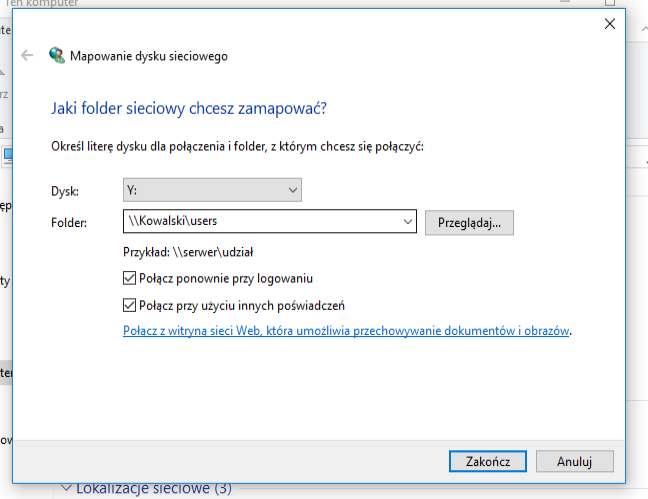 Ten komputer
Mapowanie dysku sieciowego
Jaki folder sieciowy chcesz zamapować?
Określ literę dysku dla połączenia i folder, z którym chcesz się połączyć:
Dysk: Y:
Folder: \\Kowalski\users Przeglądaj...
Przykład: \\serwer\udział
Połącz ponownie przy logowaniu
Połącz przy użyciu innych poświadczeń
Połącz z witryna sieci Web, która umożliwia przechowywanie dokumentów i obrazów.
Zakończ Anuluj
Lokalizacje sieciowe (3)